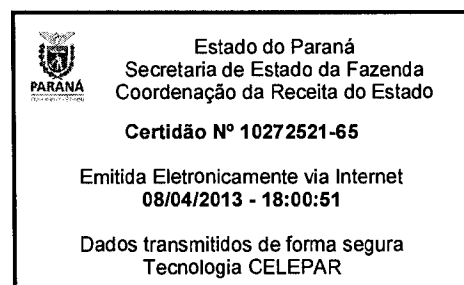 Estado do Paraná
Secretaria de Estado da Fazenda
PARANÁ
Coordenação da Receita do Estado
Certidão Nº 10272521-65
Emitida Eletronicamente via Internet
08/04/2013 - 18:00:51
Dados transmitidos de forma segura
Tecnologia CELEPAR